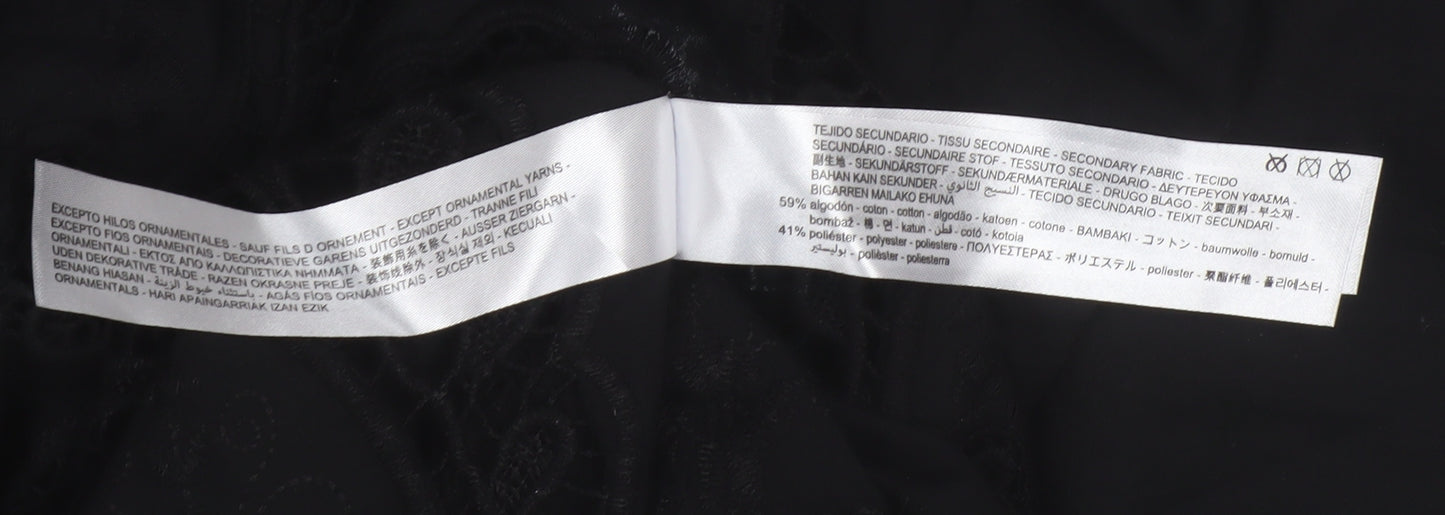 EXCEPTO HILOS ORNAMENTALES - SAUF FILS D ORNEMENT - EXCEPT ORNAMENTAL YARNS -
EXCEPTO FIOS ORNAMENTAIS - DECORATIEVE GARENS UITGEZONDERD - TRANNE FILI
ORNAMENTALI - ΕΚΤΟΣ ΑΠΟ ΚΑΛΛΩΠΙΣΤΙΚΑ ΝΗΜΜΑΤΑ - 装飾用糸を除く - AUSSER ZIERGARN -
UDEN DEKORATIVE TRÅDE - RAZEN OKRASNE PREJE - 装饰线除外 - 장식실 제외 - KECUALI
BENANG HIASAN - باستثناء خيوط الزينة - AGÁS FÍOS ORNAMENTAIS - EXCEPTE FILS
ORNAMENTALS - HARI APAINGARRIAK IZAN EZIK
TEJIDO SECUNDARIO - TISSU SECONDAIRE - SECONDARY FABRIC - TECIDO
SECUNDÁRIO - SECUNDAIRE STOF - TESSUTO SECONDARIO - ΔΕΥΤΕΡΕΥΟΝ ΥΦΑΣΜΑ -
副生地 - SEKUNDÄRSTOFF - SEKUNDÆRMATERIALE - DRUGO BLAGO - 次要面料 - 부소재 -
BAHAN KAIN SEKUNDER - النسيج الثانوي - TECIDO SECUNDARIO - TEIXIT SECUNDARI -
BIGARREN MAILAKO EHUNA
59% algodón - coton - cotton - algodão - katoen - cotone - ΒΑΜΒΑΚΙ - コットン - baumwolle - bomuld -
bombaž - 棉 - 면 - katun - قطن - cotó - kotoia
41% poliéster - polyester - poliestere - ΠΟΛΥΕΣΤΕΡΑΣ - ポリエステル - poliester - 聚酯纤维 - 폴리에스터 -
بوليستير - polièster - poliesterra